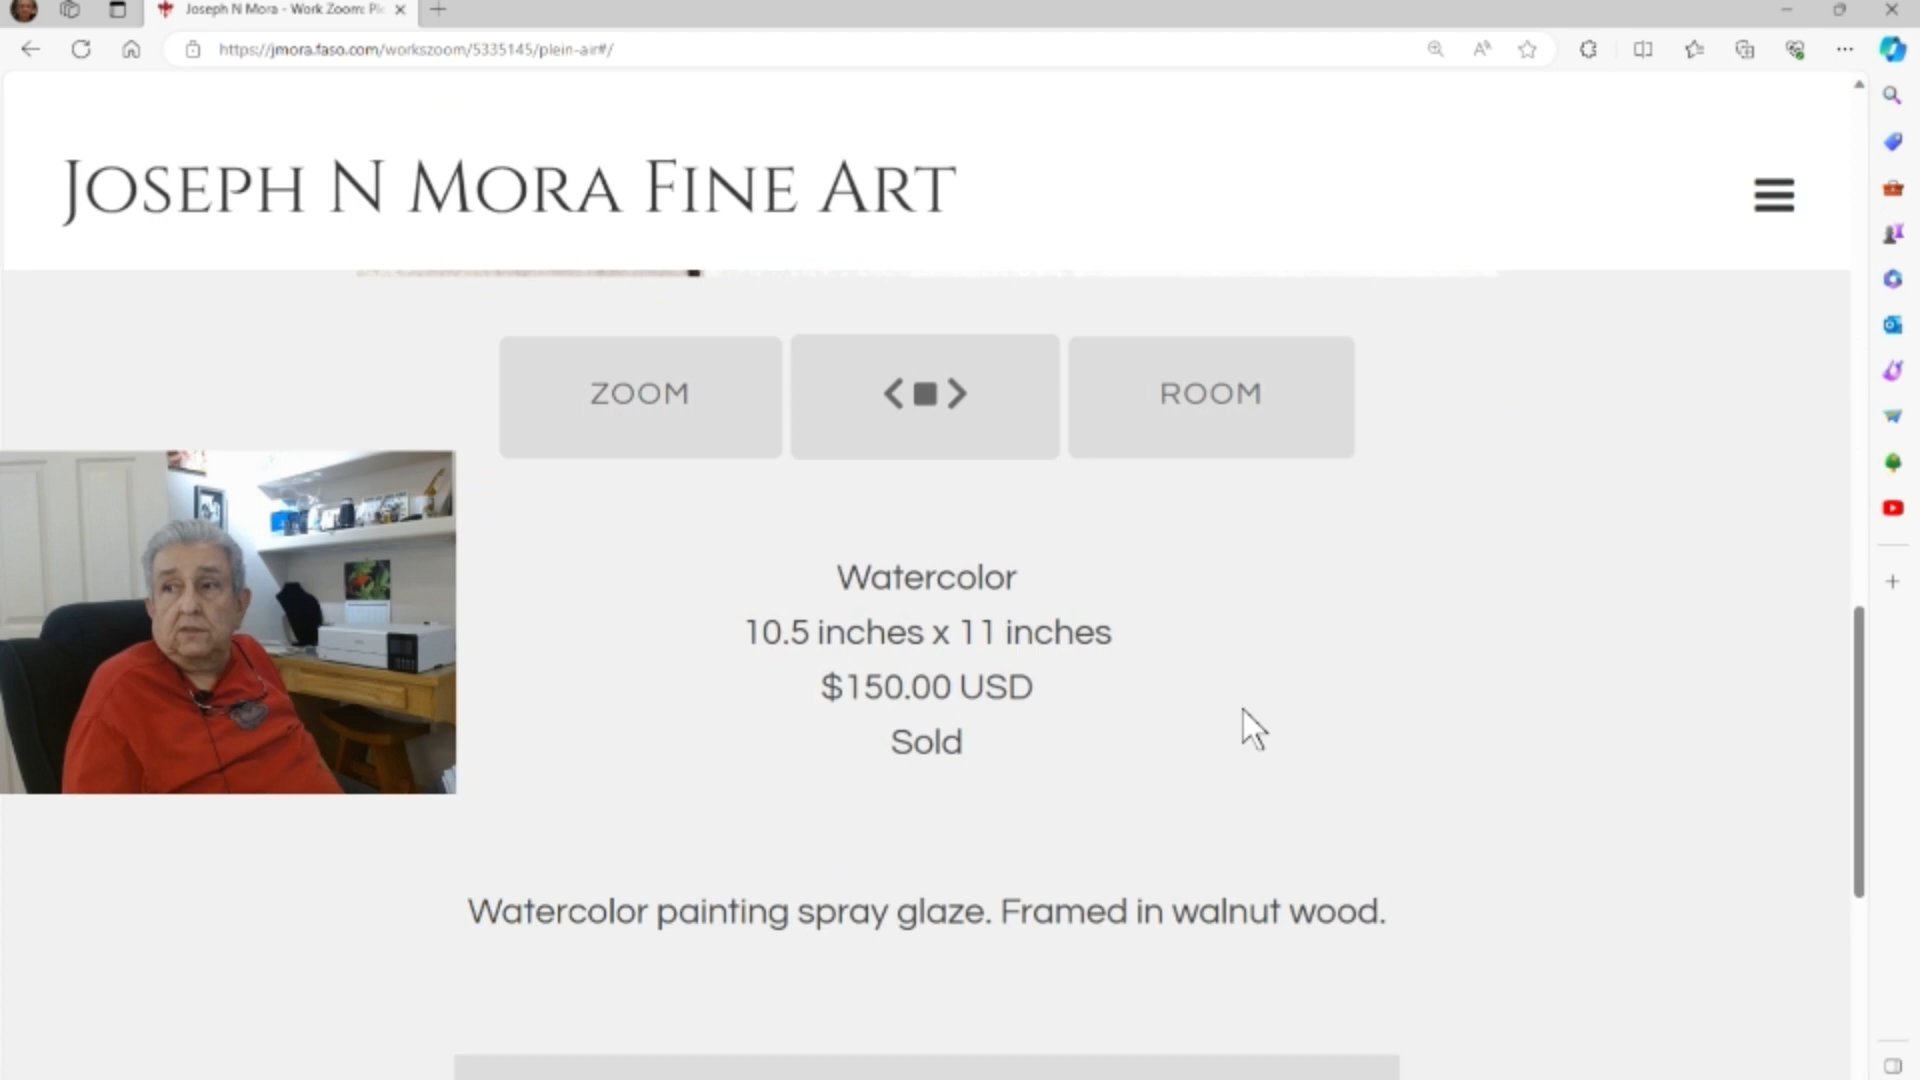 Joseph N Mora - Work Zoom: Pl
https://jmora.faso.com/workszoom/5335145/plein-air#/
JOSEPH N MORA FINE ART
ZOOM
ROOM
Watercolor
10.5 inches x 11 inches
$150.00 USD
Sold
Watercolor painting spray glaze. Framed in walnut wood.